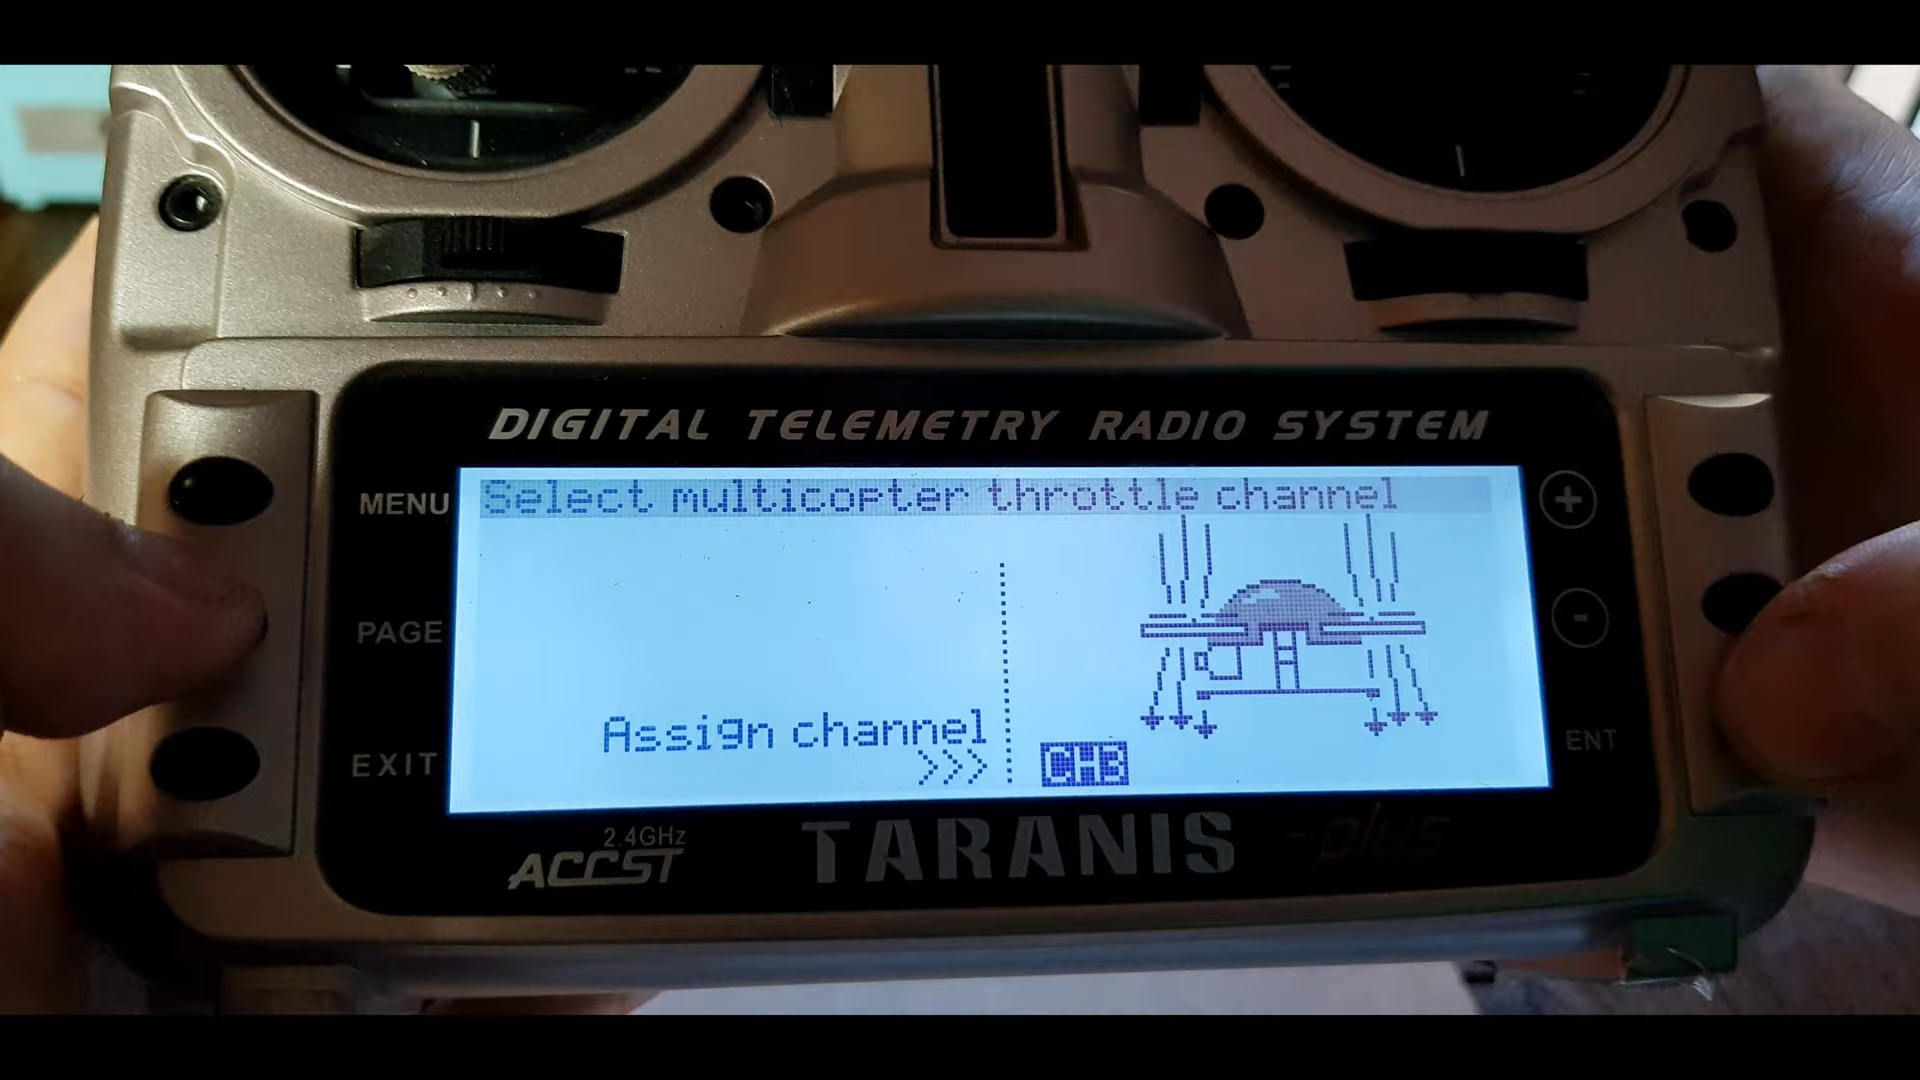 DIGITAL TELEMETRY RADIO SYSTEM
MENU
Select multicopter throttle channel
+
PAGE
-
Assign channel
EXIT
>>>
CH3
ENT
2.4GHz
ACCST
TARANIS
-plus